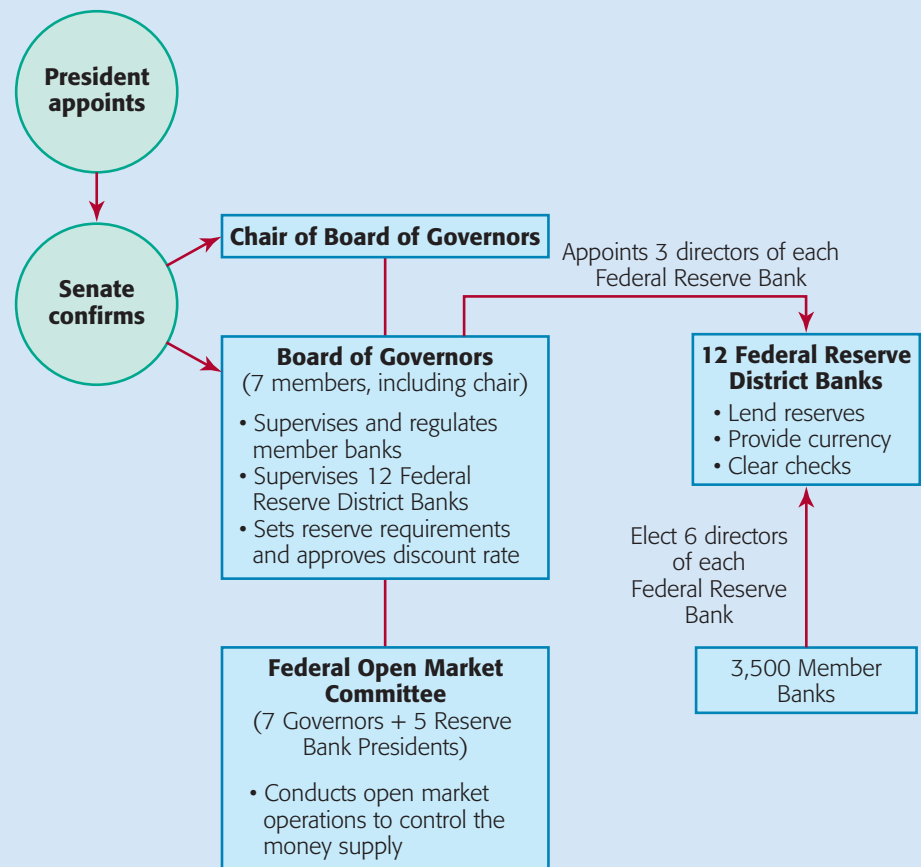 President
appoints
Senate
confirms
Chair of Board of Governors
Appoints 3 directors of each
Federal Reserve Bank
Board of Governors
(7 members, including chair)
• Supervises and regulates
member banks
• Supervises 12 Federal
Reserve District Banks
• Sets reserve requirements
and approves discount rate
12 Federal Reserve
District Banks
• Lend reserves
• Provide currency
• Clear checks
Elect 6 directors
of each
Federal Reserve
Bank
3,500 Member
Banks
Federal Open Market
Committee
(7 Governors + 5 Reserve
Bank Presidents)
• Conducts open market
operations to control the
money supply